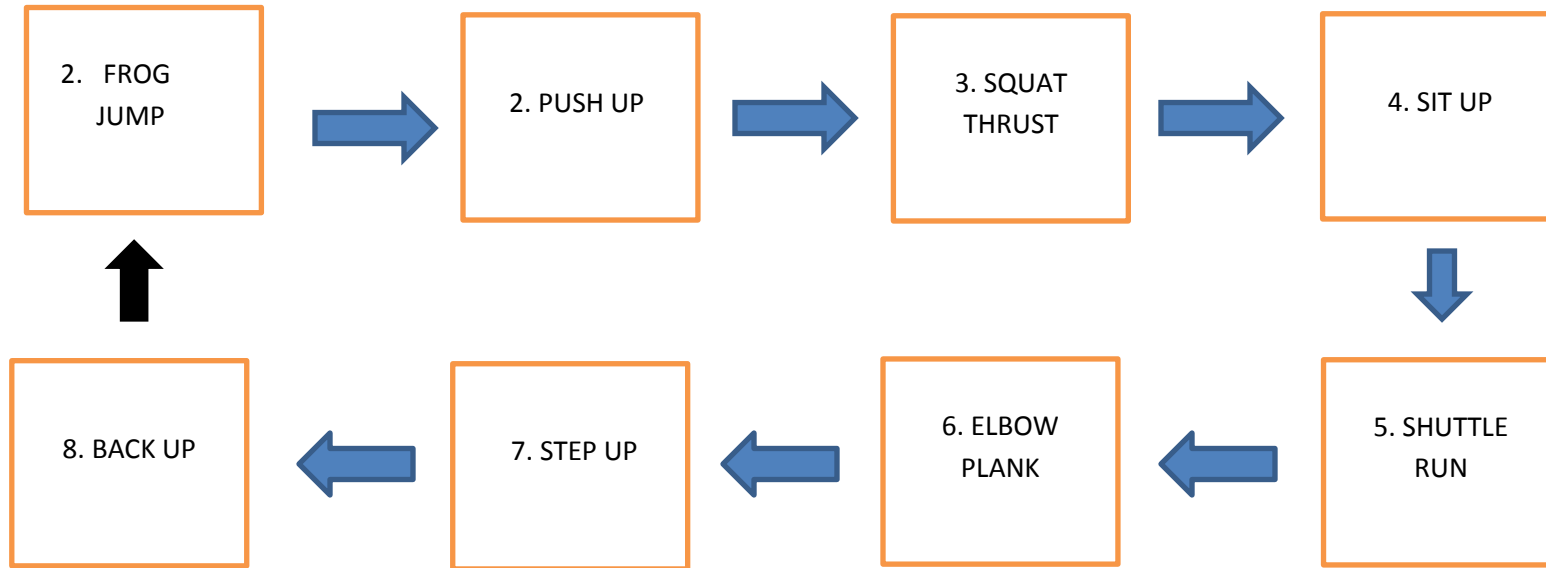 2. FROG
JUMP
2. PUSH UP
3. SQUAT
THRUST
4. SIT UP
8. BACK UP
7. STEP UP
6. ELBOW
PLANK
5. SHUTTLE
RUN